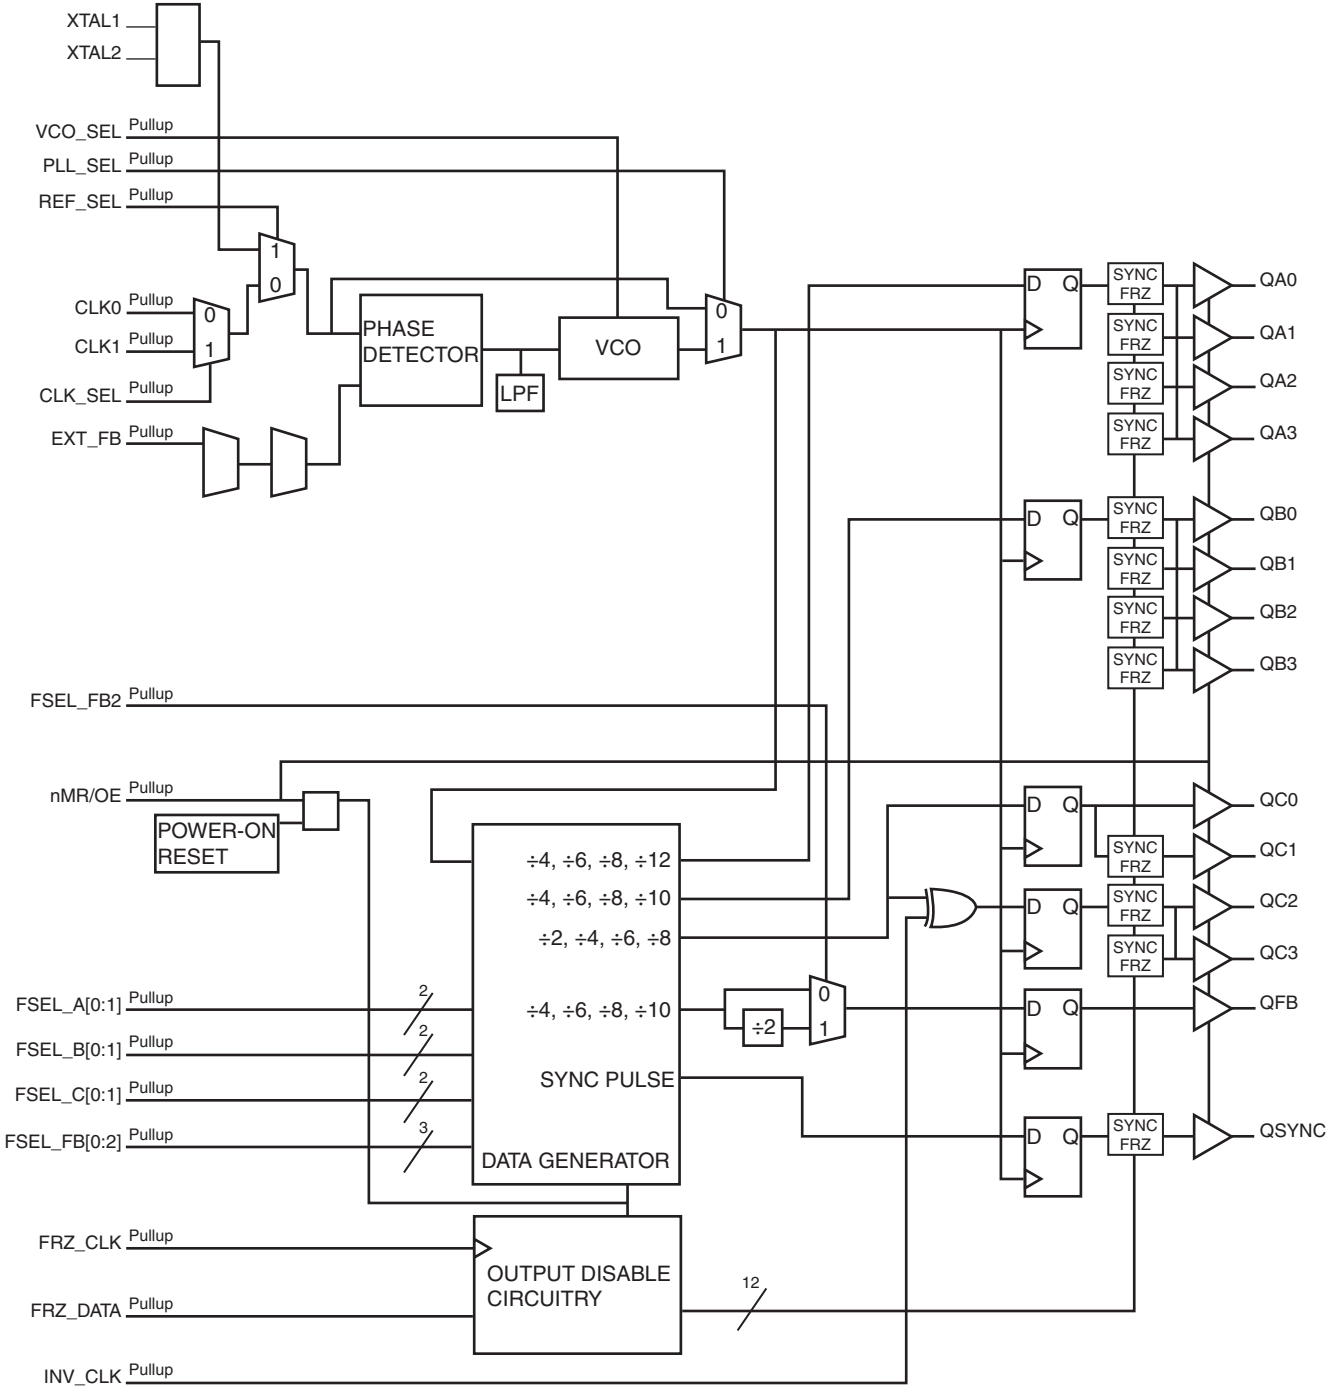 XTAL1
XTAL2
VCO_SEL Pullup
PLL_SEL Pullup
REF_SEL Pullup
1
0
CLK0 Pullup
0
CLK1 Pullup
1
CLK_SEL Pullup
EXT_FB Pullup
PHASE
DETECTOR
LPF
VCO
0
1
D Q
SYNC
FRZ
QA0
SYNC
FRZ
QA1
SYNC
FRZ
QA2
SYNC
FRZ
QA3
D Q
SYNC
FRZ
QB0
SYNC
FRZ
QB1
SYNC
FRZ
QB2
SYNC
FRZ
QB3
FSEL_FB2 Pullup
nMR/OE Pullup
POWER-ON
RESET
÷4, ÷6, ÷8, ÷12
÷4, ÷6, ÷8, ÷10
÷2, ÷4, ÷6, ÷8
÷4, ÷6, ÷8, ÷10
SYNC PULSE
DATA GENERATOR
0
÷2
1
D Q
QC0
SYNC
FRZ
QC1
D Q
SYNC
FRZ
QC2
SYNC
FRZ
QC3
D Q
QFB
D Q
SYNC
FRZ
QSYNC
FSEL_A[0:1] Pullup 2
FSEL_B[0:1] Pullup 2
FSEL_C[0:1] Pullup 2
FSEL_FB[0:2] Pullup 3
FRZ_CLK Pullup
OUTPUT DISABLE
CIRCUITRY
12
FRZ_DATA Pullup
INV_CLK Pullup